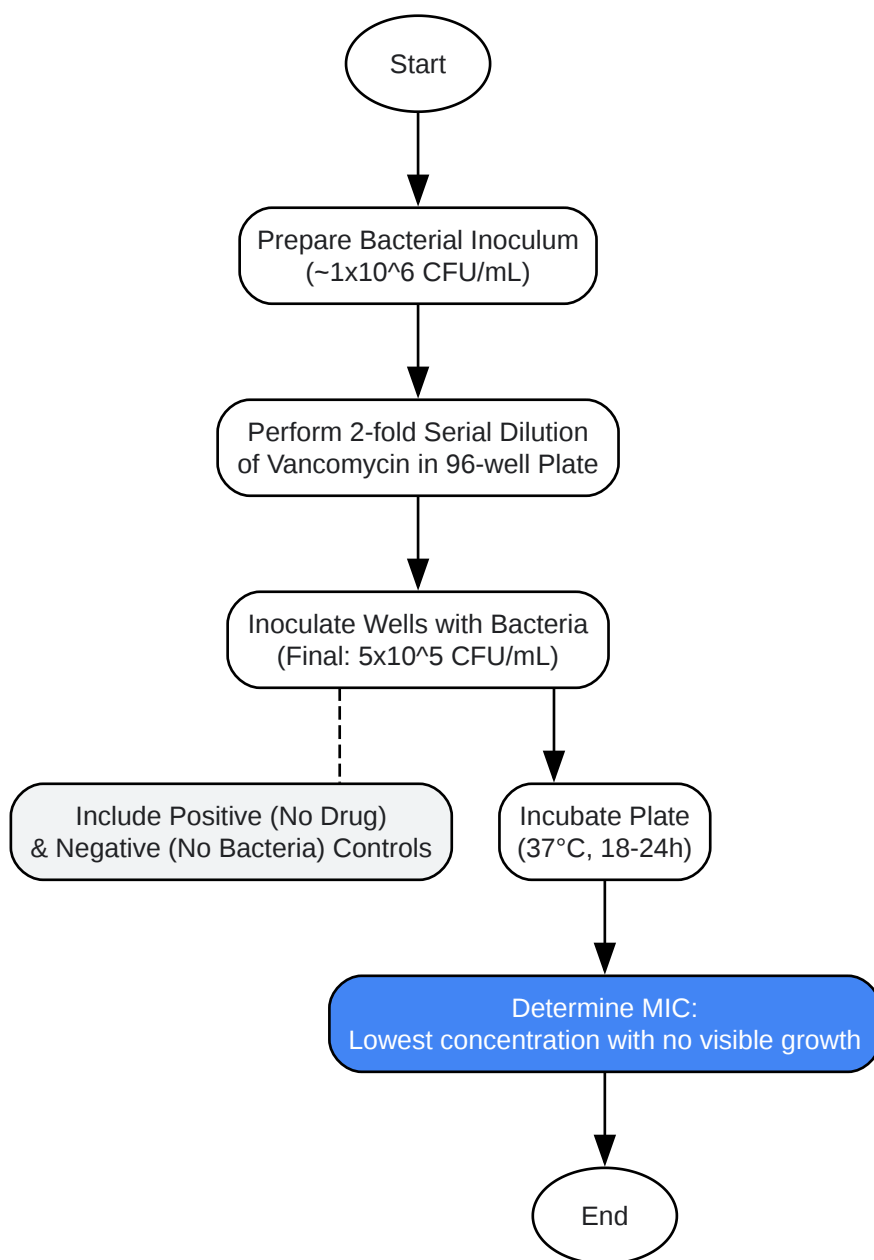 Start
Prepare Bacterial Inoculum
(~1x10^6 CFU/mL)
Perform 2-fold Serial Dilution
of Vancomycin in 96-well Plate
Inoculate Wells with Bacteria
(Final: 5x10^5 CFU/mL)
Include Positive (No Drug)
& Negative (No Bacteria) Controls
Incubate Plate
(37°C, 18-24h)
Determine MIC:
Lowest concentration with no visible growth
End